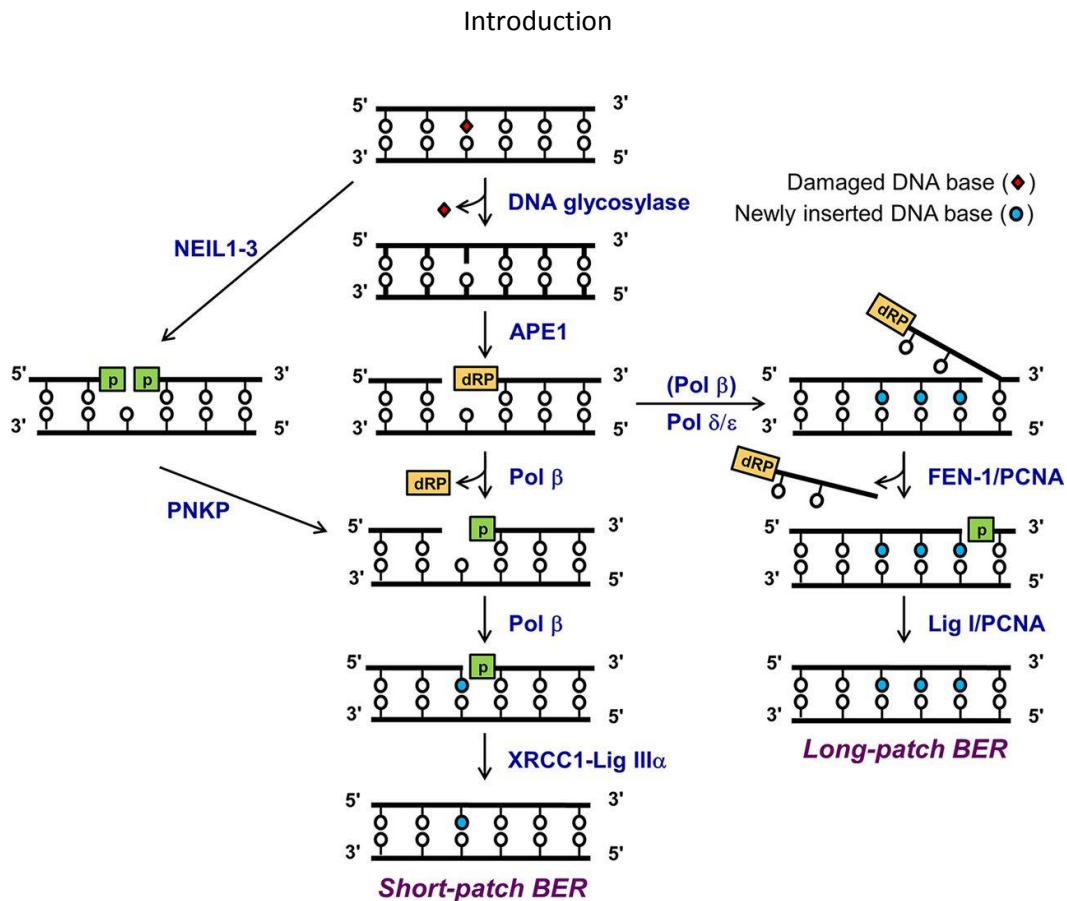 Introduction
5' 3'
3' 5'
Damaged DNA base (♦)
DNA glycosylase
Newly inserted DNA base (●)
NEIL1-3
5' 3'
3' 5'
dRP
APE1
5' p p 3'
3' 5'
5' dRP 3'
3' 5'
(Pol β)
Pol δ/ε
5' 3'
3' 5'
dRP
Pol β
dRP
FEN-1/PCNA
PNKP
5' p 3'
3' 5'
5' p 3'
3' 5'
Pol β
Lig I/PCNA
5' p 3'
3' 5'
5' 3'
3' 5'
XRCC1-Lig IIIα
Long-patch BER
5' 3'
3' 5'
Short-patch BER